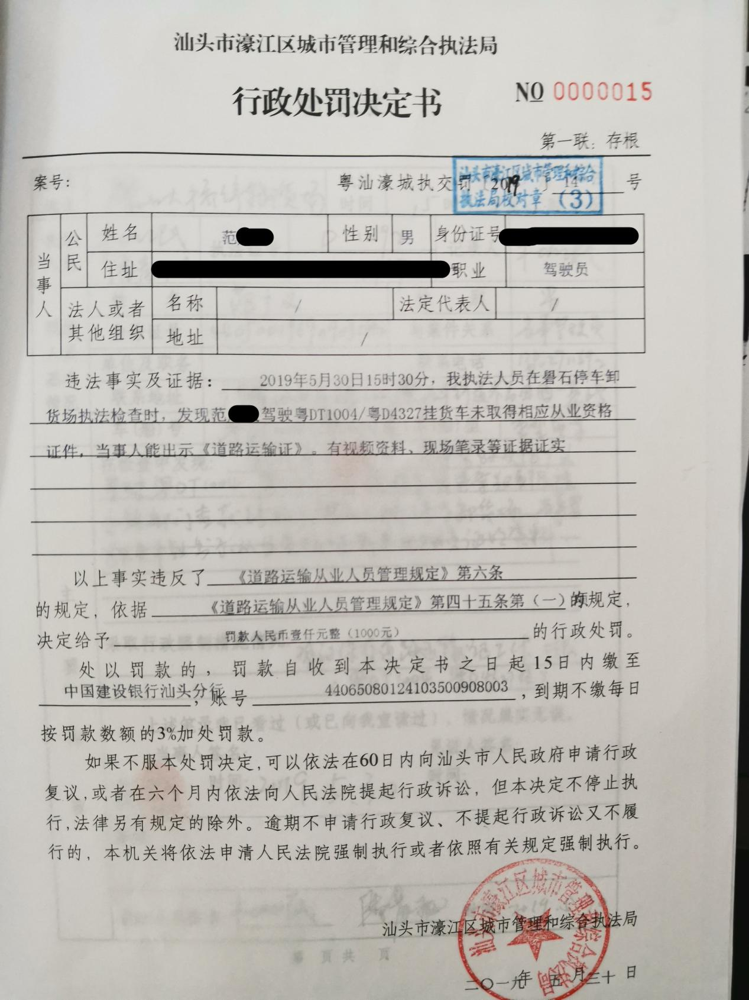 汕头市濠江区城市管理和综合执法局
行政处罚决定书
NO 0000015
第一联：存根
案号：
粤汕濠城执交罚〔2019〕14号
汕头市濠江区城市管理和综合
执法局校对章（3）
当事人
公民 姓名 范 性别 男 身份证号
住址 职业 驾驶员
法人或者其他组织 名称 / 法定代表人 /
地址 /
违法事实及证据：2019年5月30日15时30分，我执法人员在礐石停车卸
货场执法检查时，发现范 驾驶粤DT1004/粤D4327挂货车未取得相应从业资格
证件，当事人能出示《道路运输证》。有视频资料、现场笔录等证据证实
以上事实违反了《道路运输从业人员管理规定》第六条
的规定，依据《道路运输从业人员管理规定》第四十五条第（一）项的规定，
决定给予罚款人民币壹仟元整（1000元）的行政处罚。
处以罚款的，罚款自收到本决定书之日起15日内缴至
中国建设银行汕头分行，账号44065080124103500908003，到期不缴每日
按罚款数额的3%加处罚款。
如果不服本处罚决定，可以依法在60日内向汕头市人民政府申请行政
复议，或者在六个月内依法向人民法院提起行政诉讼，但本决定不停止执
行，法律另有规定的除外。逾期不申请行政复议、不提起行政诉讼又不履
行的，本机关将依法申请人民法院强制执行或者依照有关规定强制执行。
汕头市濠江区城市管理和综合执法局
汕头市濠江区城市管理和综合执法局
二〇一九年五月三十日